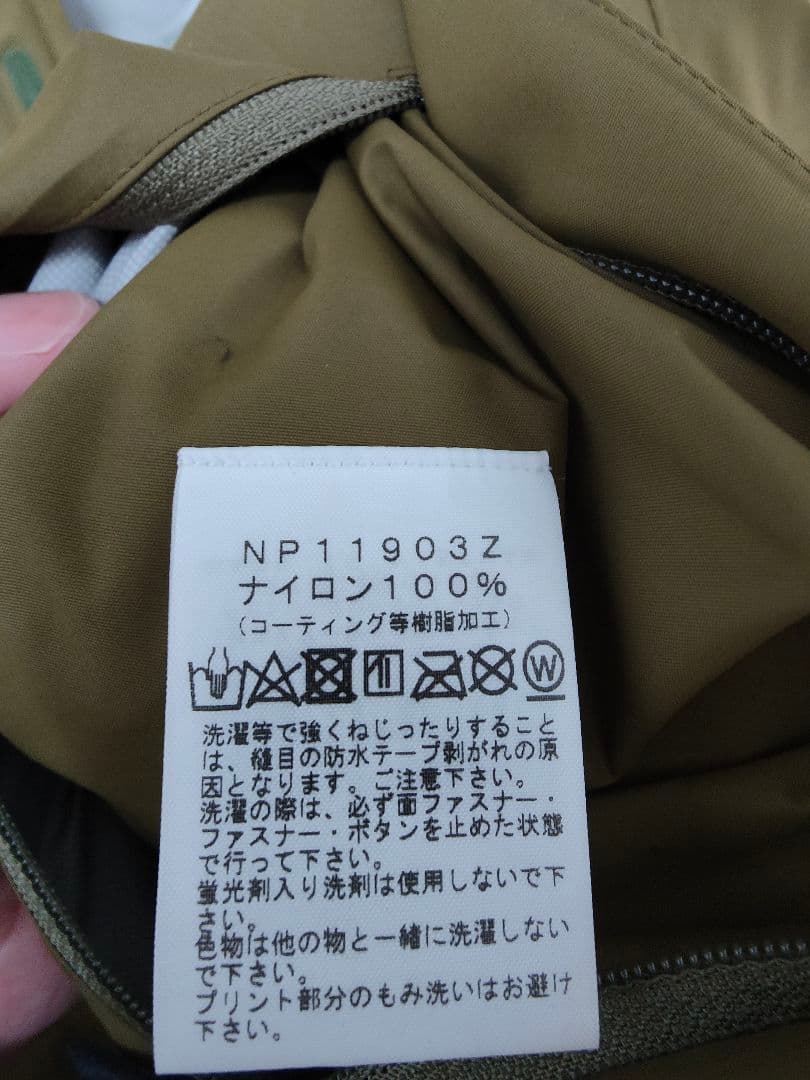 NP11903Z
ナイロン100%
(コーティング等樹脂加工)
W
洗濯等で強くねじったりすること
は、縫目の防水テープ剥がれの原
因となります。ご注意下さい。
洗濯の際は、必ず面ファスナー・
ファスナー・ボタンを止めた状態
で行って下さい。
蛍光剤入り洗剤は使用しないで下
さい。
色物は他の物と一緒に洗濯しない
で下さい。
プリント部分のもみ洗いはお避け
下さい。